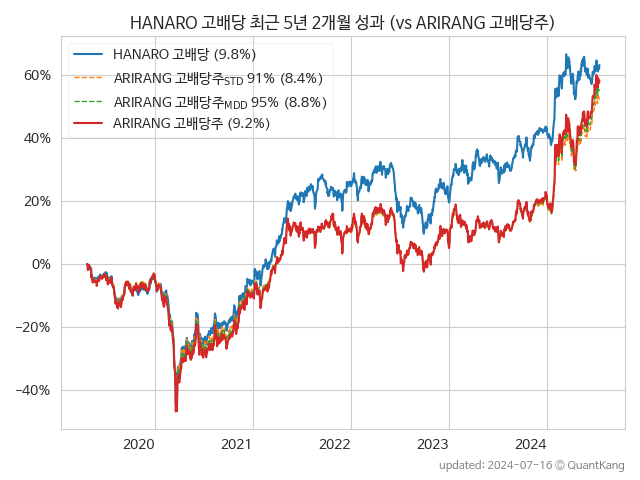 HANARO 고배당 최근 5년 2개월 성과 (vs ARIRANG 고배당주)
HANARO 고배당 (9.8%)
ARIRANG 고배당주STD 91% (8.4%)
ARIRANG 고배당주MDD 95% (8.8%)
ARIRANG 고배당주 (9.2%)
60%
40%
20%
0%
−20%
−40%
2020
2021
2022
2023
2024
updated: 2024-07-16 © QuantKang